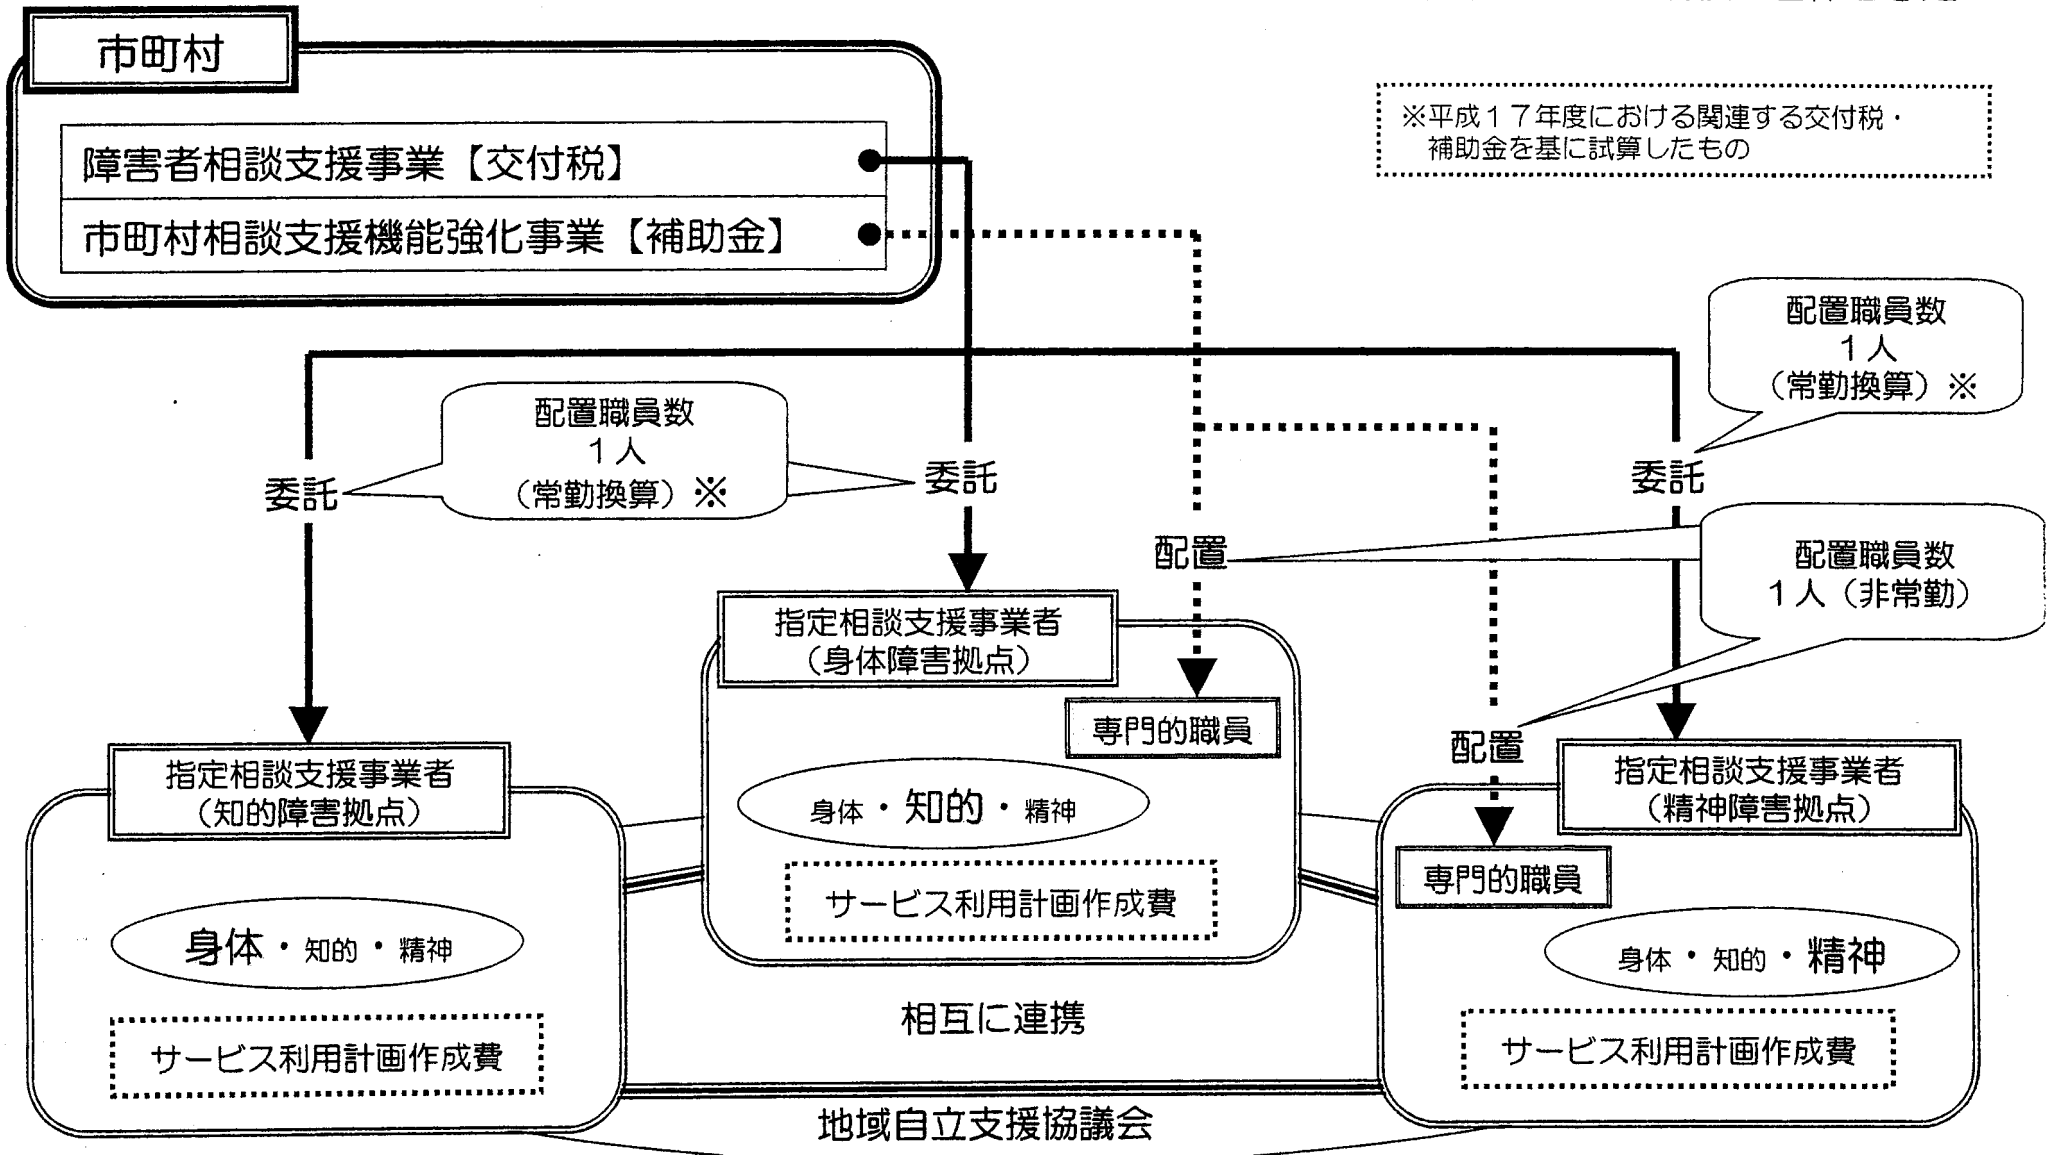 市町村
障害者相談支援事業【交付税】
市町村相談支援機能強化事業【補助金】
※平成１７年度における関連する交付税・
補助金を基に試算したもの
配置職員数
１人
（常勤換算）※
配置職員数
１人
（常勤換算）※
委託
委託
委託
配置
配置職員数
１人（非常勤）
指定相談支援事業者
（身体障害拠点）
専門的職員
配置
指定相談支援事業者
（知的障害拠点）
指定相談支援事業者
（精神障害拠点）
身体・知的・精神
専門的職員
サービス利用計画作成費
身体・知的・精神
身体・知的・精神
相互に連携
サービス利用計画作成費
サービス利用計画作成費
地域自立支援協議会